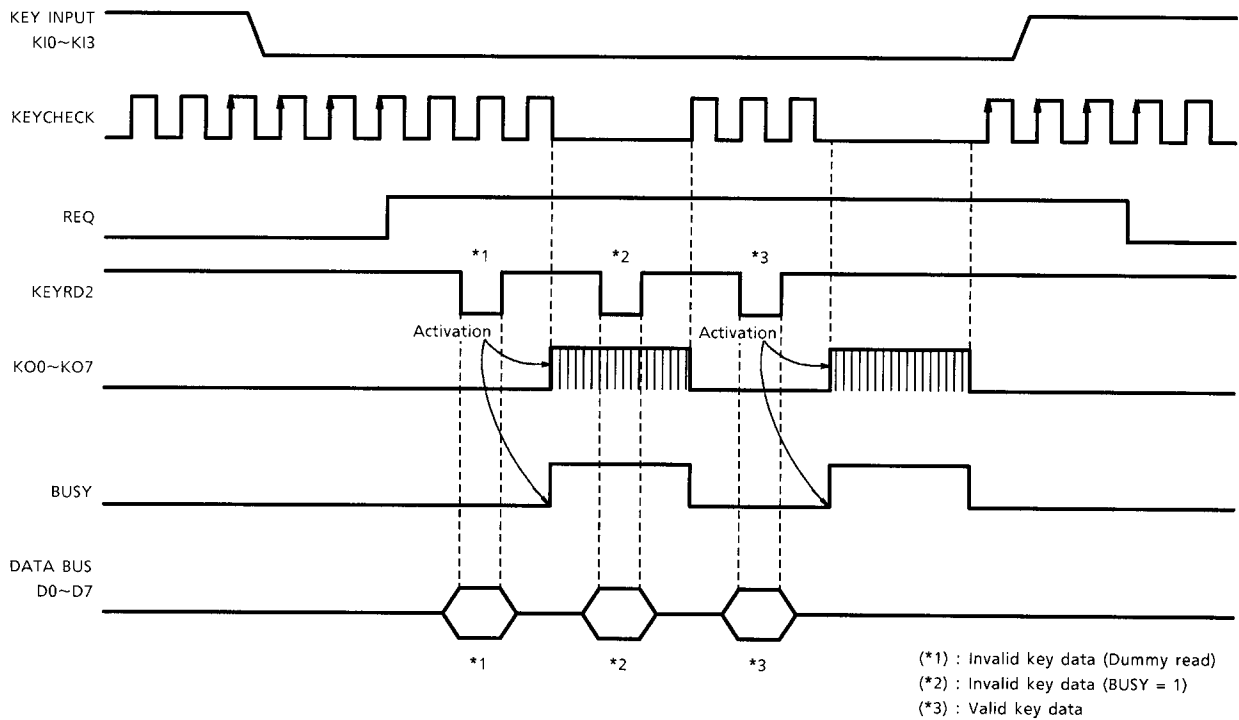 KEY INPUT
KI0~KI3
KEYCHECK
REQ
*1
*2
*3
KEYRD2
Activation
Activation
KO0~KO7
BUSY
DATA BUS
D0~D7
*1
*2
*3
(*1) : Invalid key data (Dummy read)
(*2) : Invalid key data (BUSY = 1)
(*3) : Valid key data